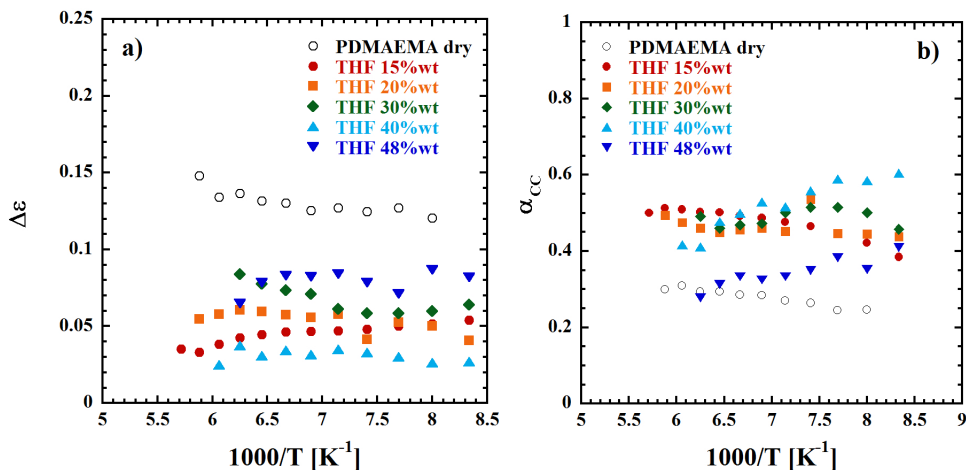 a)
PDMAEMA dry
THF 15%wt
THF 20%wt
THF 30%wt
THF 40%wt
THF 48%wt
0.25
0.2
0.15
0.1
0.05
0
Δε
5 5.5 6 6.5 7 7.5 8 8.5
1000/T [K⁻¹]
b)
PDMAEMA dry
THF 15%wt
THF 20%wt
THF 30%wt
THF 40%wt
THF 48%wt
1
0.8
0.6
0.4
0.2
0
α_CC
5 5.5 6 6.5 7 7.5 8 8.5 9
1000/T [K⁻¹]